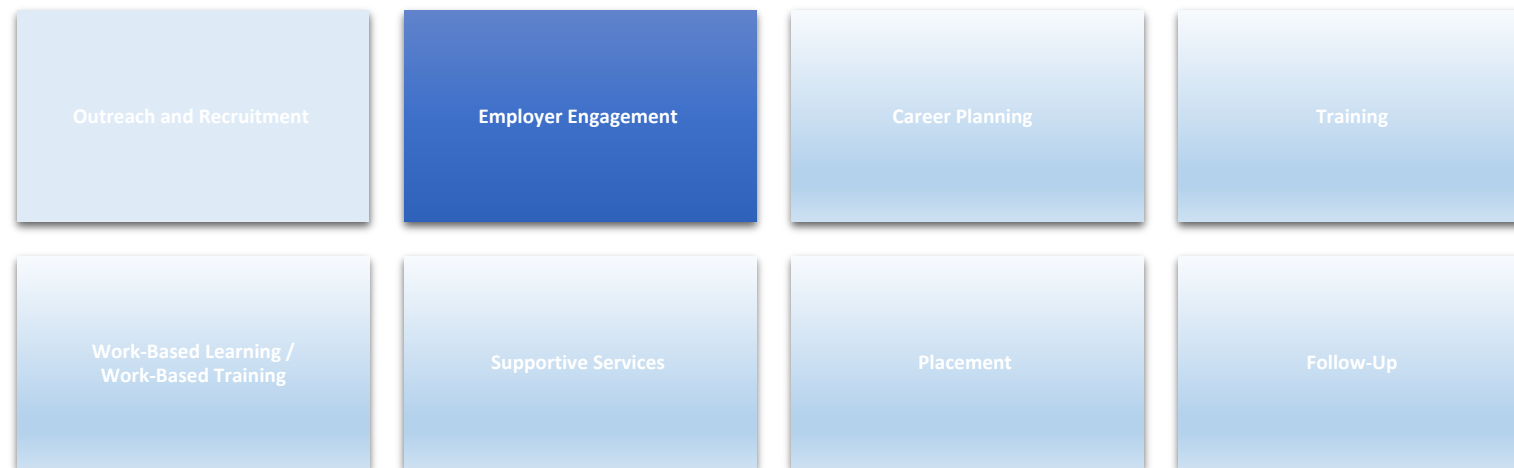 Outreach and Recruitment
Employer Engagement
Career Planning
Training
Work-Based Learning /
Work-Based Training
Supportive Services
Placement
Follow-Up